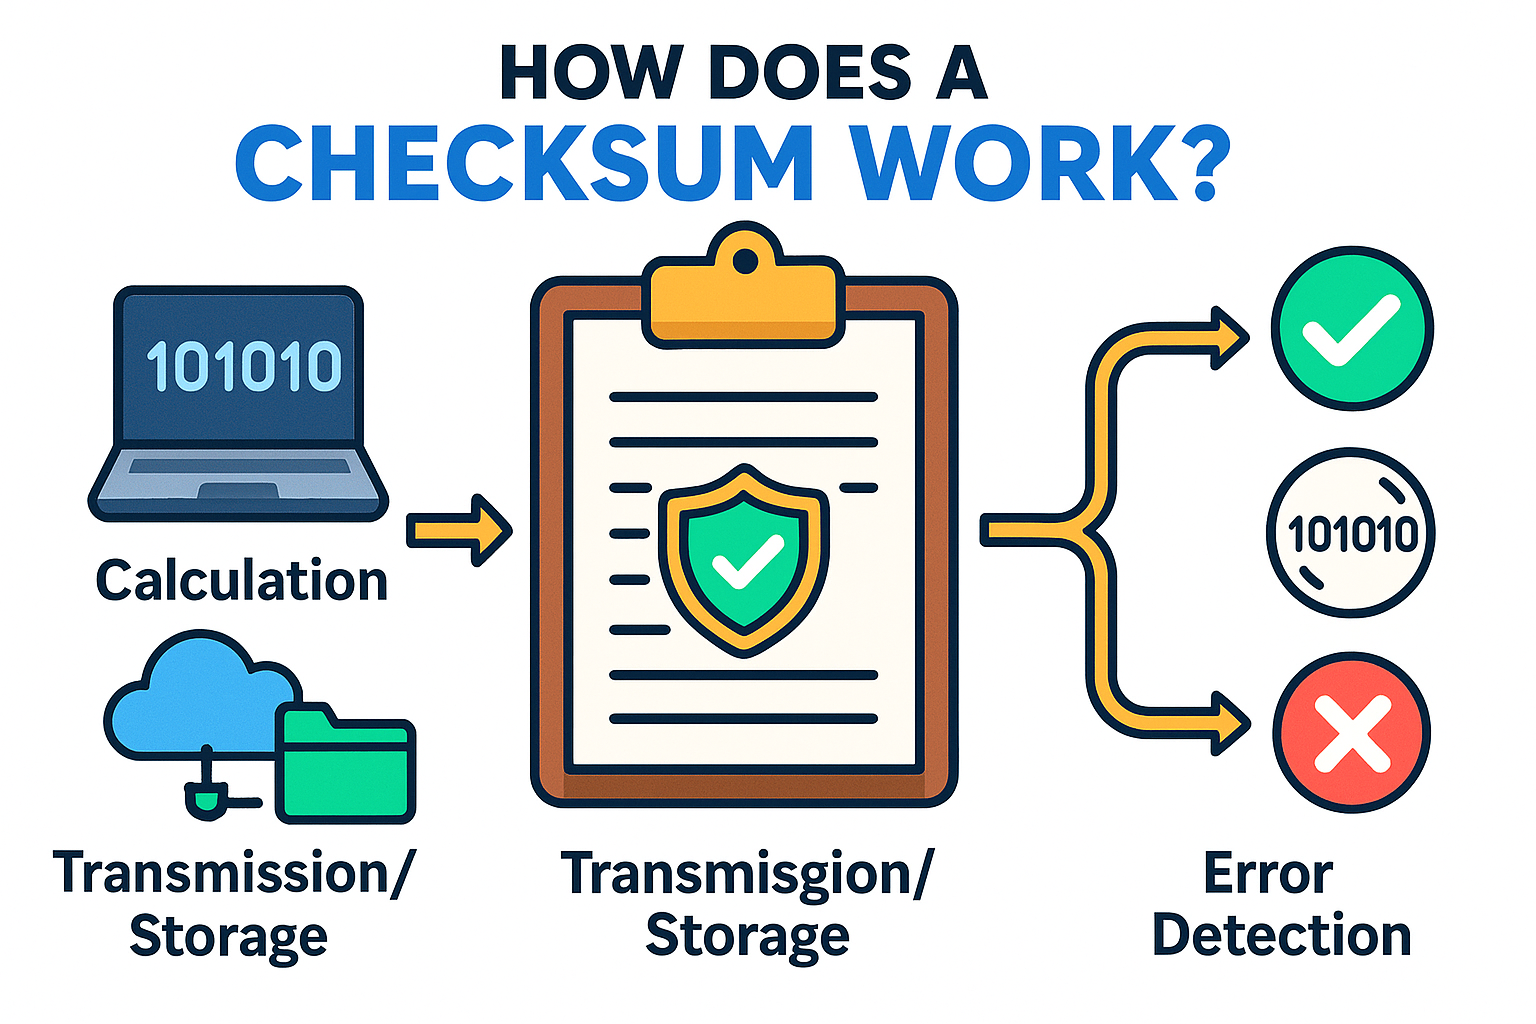 HOW DOES A
CHECKSUM WORK?
101010
Calculation
Transmission/
Storage
Transmisgion/
Storage
101010
Error
Detection